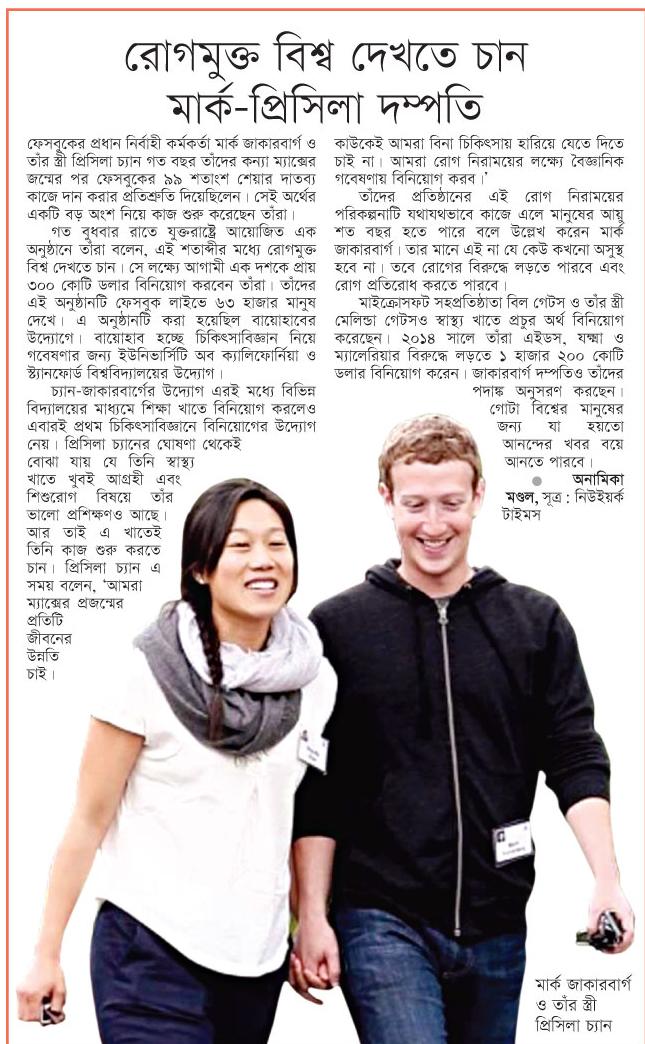 রোগমুক্ত বিশ্ব দেখতে চান
মার্ক-প্রিসিলা দম্পতি
ফেসবুকের প্রধান নির্বাহী কর্মকর্তা মার্ক জাকারবার্গ ও
তাঁর স্ত্রী প্রিসিলা চ্যান গত বছর তাঁদের কন্যা ম্যাক্সের
জন্মের পর ফেসবুকের ৯৯ শতাংশ শেয়ার দাতব্য
কাজে দান করার প্রতিশ্রুতি দিয়েছিলেন। সেই অর্থের
একটি বড় অংশ নিয়ে কাজ শুরু করেছেন তাঁরা।
গত বুধবার রাতে যুক্তরাষ্ট্রে আয়োজিত এক
অনুষ্ঠানে তাঁরা বলেন, এই শতাব্দীর মধ্যে রোগমুক্ত
বিশ্ব দেখতে চান। সে লক্ষ্যে আগামী এক দশকে প্রায়
৩০০ কোটি ডলার বিনিয়োগ করবেন তাঁরা। তাঁদের
এই অনুষ্ঠানটি ফেসবুক লাইভে ৬৩ হাজার মানুষ
দেখে। এ অনুষ্ঠানটি করা হয়েছিল বায়োহাবের
উদ্যোগে। বায়োহাব হচ্ছে চিকিৎসাবিজ্ঞান নিয়ে
গবেষণার জন্য ইউনিভার্সিটি অব ক্যালিফোর্নিয়া ও
স্ট্যানফোর্ড বিশ্ববিদ্যালয়ের উদ্যোগ।
চ্যান-জাকারবার্গের উদ্যোগ এরই মধ্যে বিভিন্ন
বিদ্যালয়ের মাধ্যমে শিক্ষা খাতে বিনিয়োগ করলেও
এবারই প্রথম চিকিৎসাবিজ্ঞানে বিনিয়োগের উদ্যোগ
নেয়। প্রিসিলা চ্যানের ঘোষণা থেকেই
বোঝা যায় যে তিনি স্বাস্থ্য
খাতে খুবই আগ্রহী এবং
শিশুরোগ বিষয়ে তাঁর
ভালো প্রশিক্ষণও আছে।
আর তাই এ খাতেই
তিনি কাজ শুরু করতে
চান। প্রিসিলা চ্যান এ
সময় বলেন, ‘আমরা
ম্যাক্সের প্রজন্মের
প্রতিটি
জীবনের
উন্নতি
চাই।
কাউকেই আমরা বিনা চিকিৎসায় হারিয়ে যেতে দিতে
চাই না। আমরা রোগ নিরাময়ের লক্ষ্যে বৈজ্ঞানিক
গবেষণায় বিনিয়োগ করব।’
তাঁদের প্রতিষ্ঠানের এই রোগ নিরাময়ের
পরিকল্পনাটি যথাযথভাবে কাজে এলে মানুষের আয়ু
শত বছর হতে পারে বলে উল্লেখ করেন মার্ক
জাকারবার্গ। তার মানে এই না যে কেউ কখনো অসুস্থ
হবে না। তবে রোগের বিরুদ্ধে লড়তে পারবে এবং
রোগ প্রতিরোধ করতে পারবে।
মাইক্রোসফট সহপ্রতিষ্ঠাতা বিল গেটস ও তাঁর স্ত্রী
মেলিন্ডা গেটসও স্বাস্থ্য খাতে প্রচুর অর্থ বিনিয়োগ
করেছেন। ২০১৪ সালে তাঁরা এইডস, যক্ষ্মা ও
ম্যালেরিয়ার বিরুদ্ধে লড়তে ১ হাজার ২০০ কোটি
ডলার বিনিয়োগ করেন। জাকারবার্গ দম্পতিও তাঁদের
পদাঙ্ক অনুসরণ করছেন।
গোটা বিশ্বের মানুষের
জন্য যা হয়তো
আনন্দের খবর বয়ে
আনতে পারবে।
● অনামিকা
মণ্ডল, সূত্র : নিউইয়র্ক
টাইমস
মার্ক জাকারবার্গ
ও তাঁর স্ত্রী
প্রিসিলা চ্যান